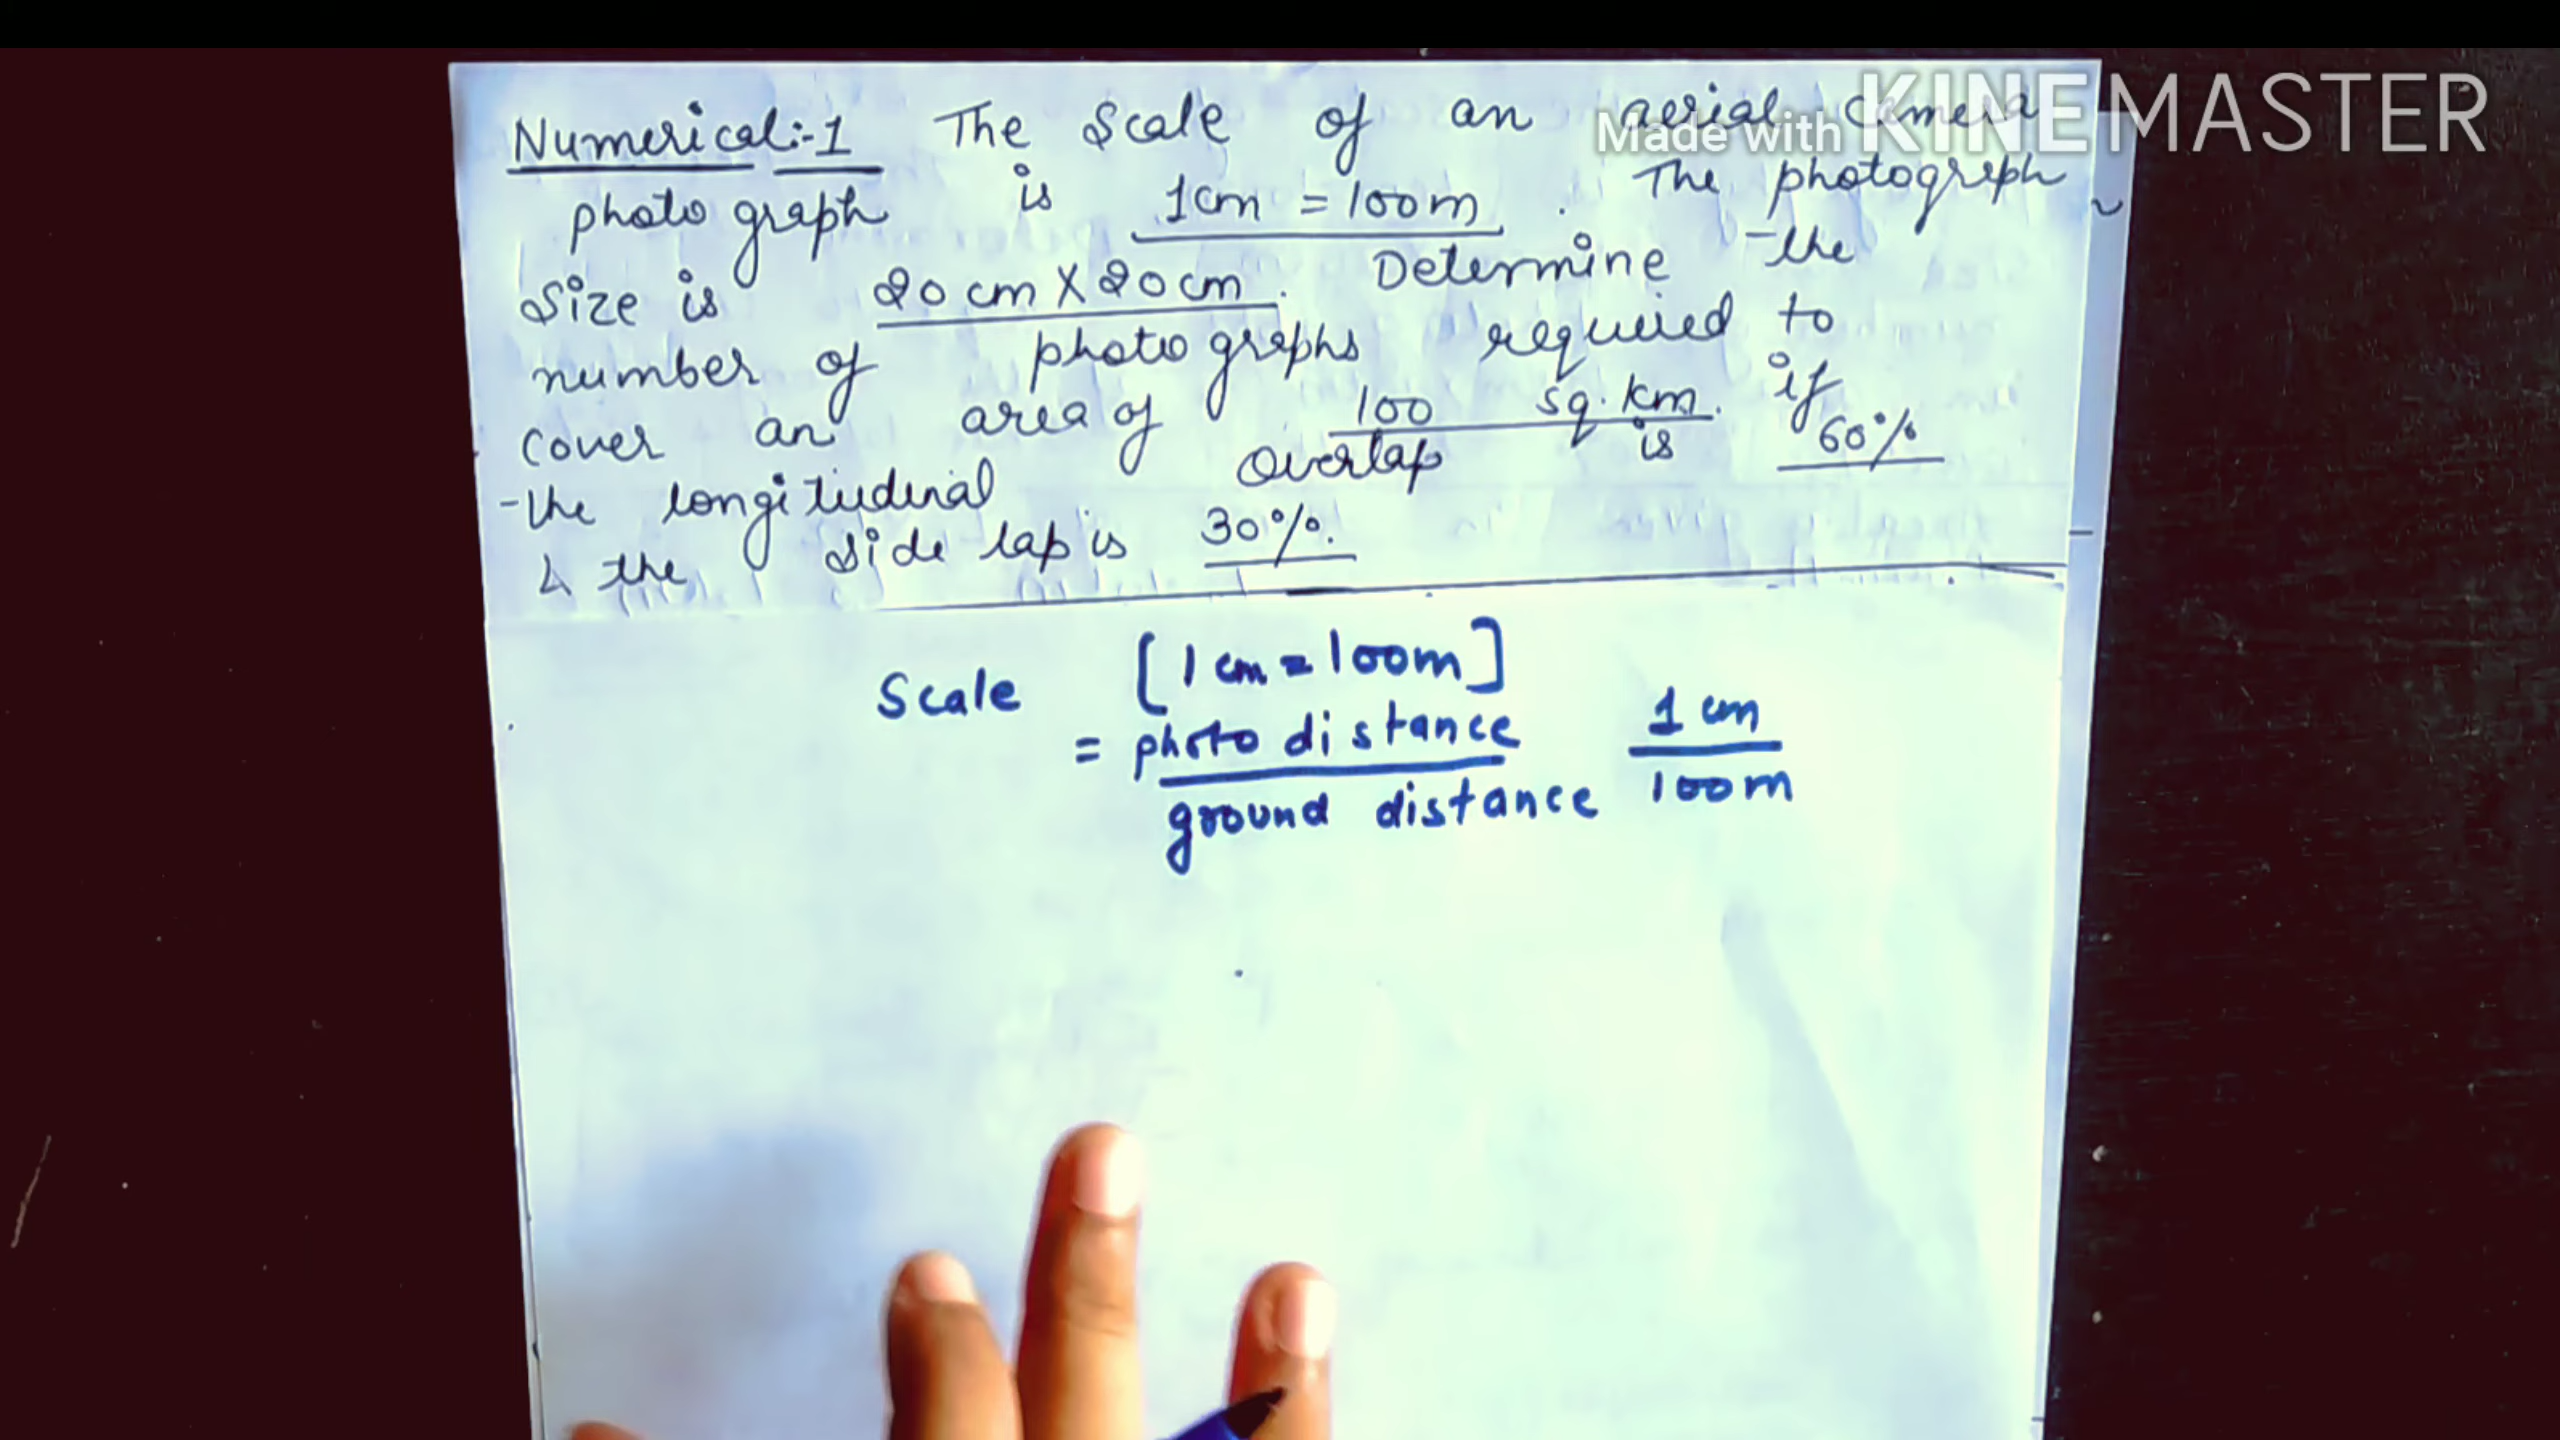 Made with KINEMASTER
Numerical:-1 The Scale of an aerial camera
photograph is 1cm = 100m. The photograph
Size is 20 cm X 20 cm. Determine the
number of photographs required to
cover an area of 100 sq. km. if
the longitudinal overlap is 60%
& the side lap is 30%.
Scale [1 cm = 100m]
= photo distance 1 cm
ground distance 100m